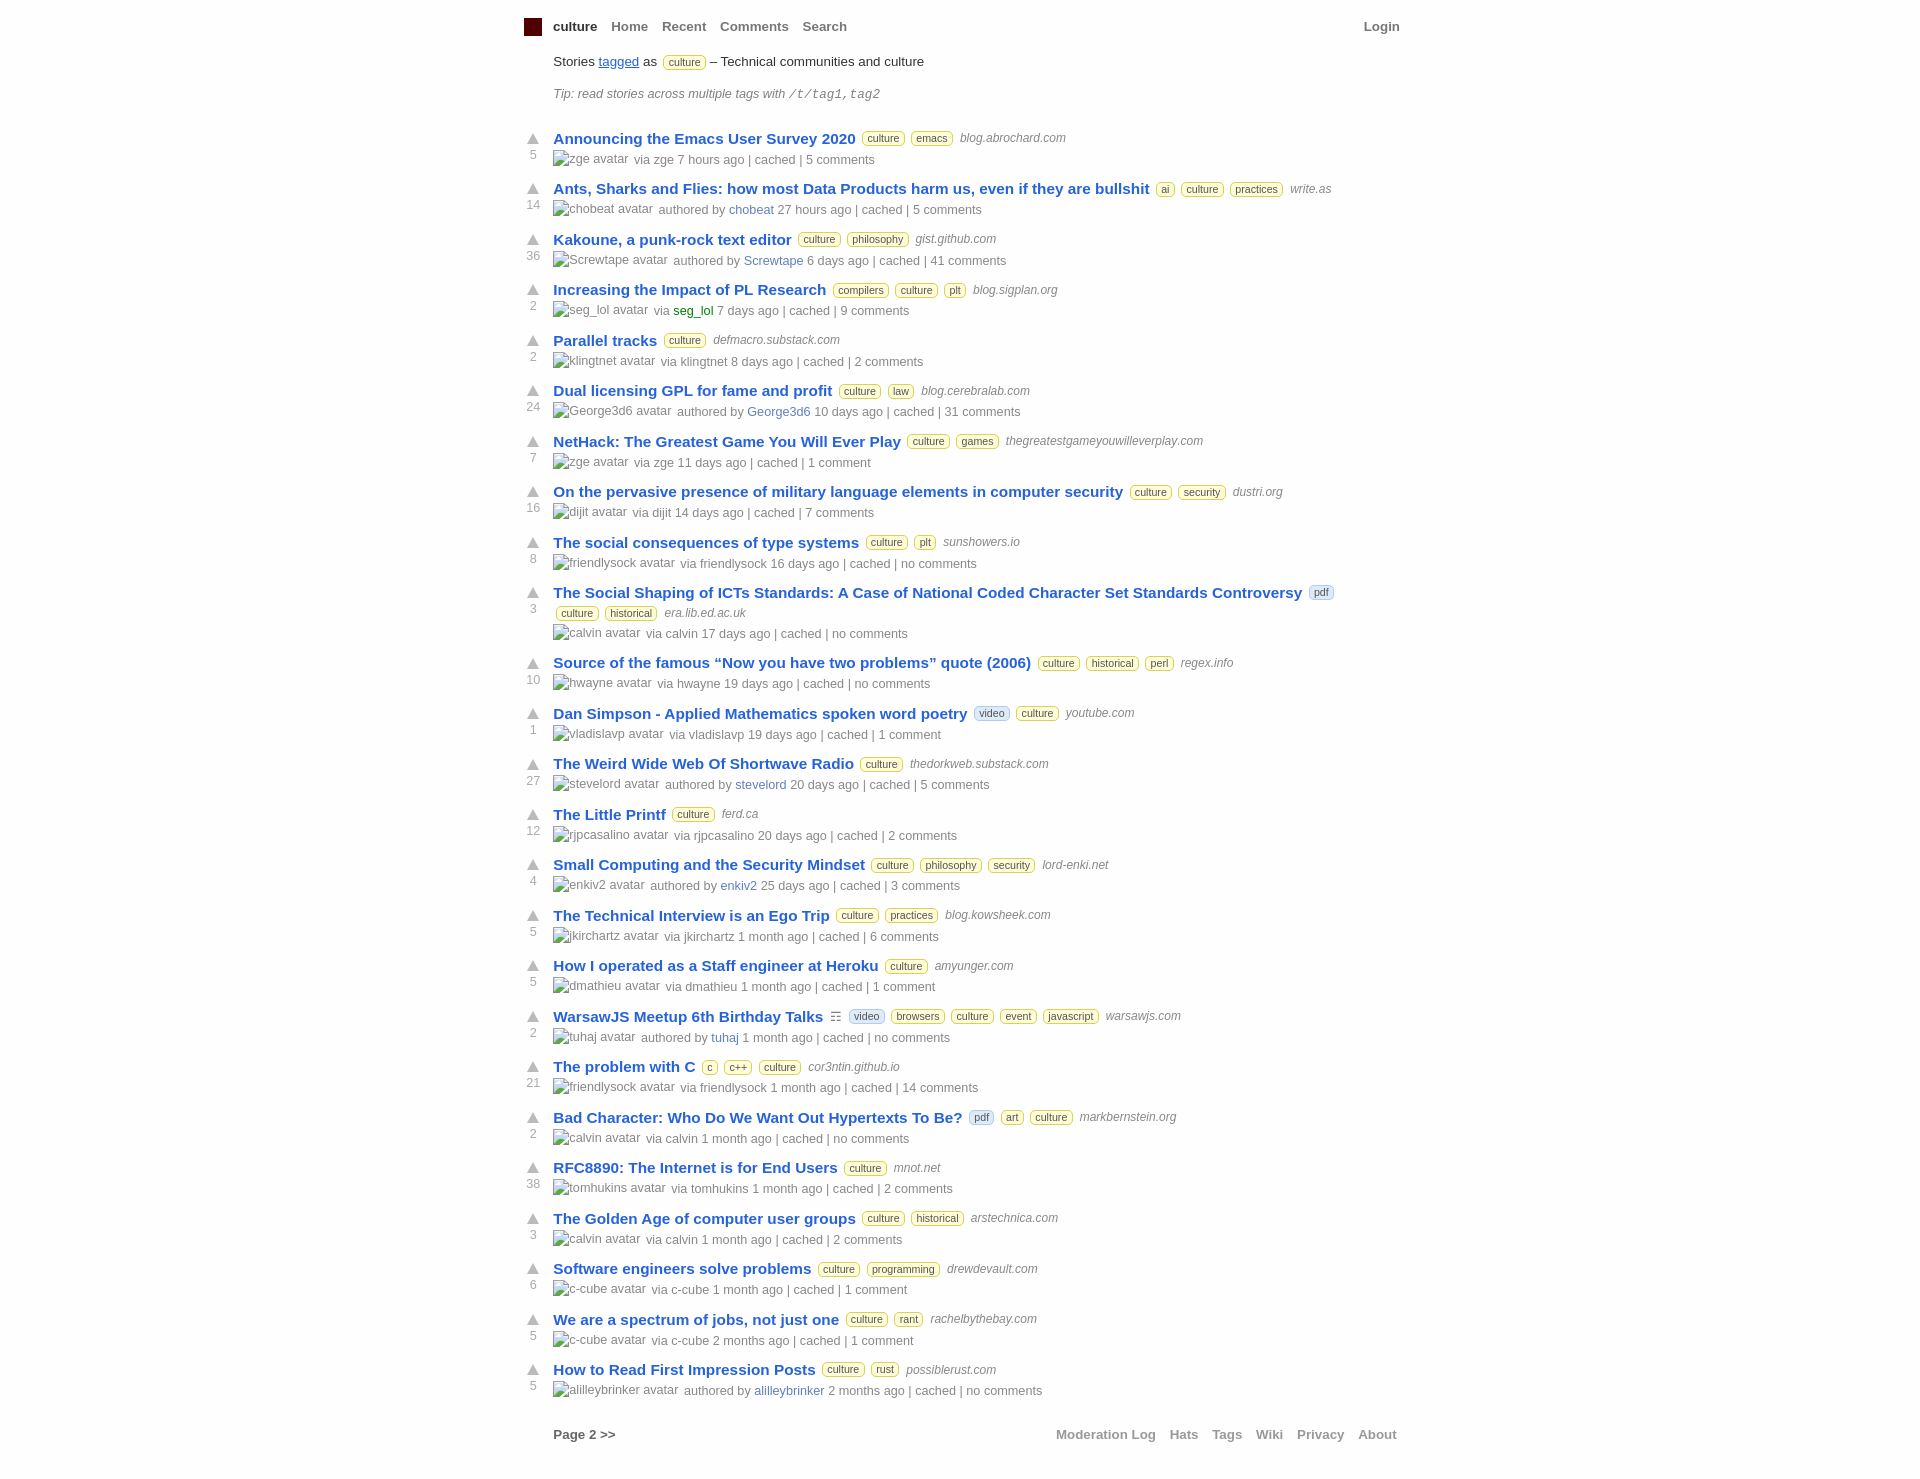 culture Home Recent Comments Search Login
Stories tagged as culture – Technical communities and culture
Tip: read stories across multiple tags with /t/tag1,tag2
Announcing the Emacs User Survey 2020 culture emacs blog.abrochard.com
5 zge avatar via zge 7 hours ago | cached | 5 comments
Ants, Sharks and Flies: how most Data Products harm us, even if they are bullshit ai culture practices write.as
14 chobeat avatar authored by chobeat 27 hours ago | cached | 5 comments
Kakoune, a punk-rock text editor culture philosophy gist.github.com
36 Screwtape avatar authored by Screwtape 6 days ago | cached | 41 comments
Increasing the Impact of PL Research compilers culture plt blog.sigplan.org
2 seg_lol avatar via seg_lol 7 days ago | cached | 9 comments
Parallel tracks culture defmacro.substack.com
2 klingtnet avatar via klingtnet 8 days ago | cached | 2 comments
Dual licensing GPL for fame and profit culture law blog.cerebralab.com
24 George3d6 avatar authored by George3d6 10 days ago | cached | 31 comments
NetHack: The Greatest Game You Will Ever Play culture games thegreatestgameyouwilleverplay.com
7 zge avatar via zge 11 days ago | cached | 1 comment
On the pervasive presence of military language elements in computer security culture security dustri.org
16 dijit avatar via dijit 14 days ago | cached | 7 comments
The social consequences of type systems culture plt sunshowers.io
8 friendlysock avatar via friendlysock 16 days ago | cached | no comments
The Social Shaping of ICTs Standards: A Case of National Coded Character Set Standards Controversy pdf
3 culture historical era.lib.ed.ac.uk
calvin avatar via calvin 17 days ago | cached | no comments
Source of the famous “Now you have two problems” quote (2006) culture historical perl regex.info
10 hwayne avatar via hwayne 19 days ago | cached | no comments
Dan Simpson - Applied Mathematics spoken word poetry video culture youtube.com
1 vladislavp avatar via vladislavp 19 days ago | cached | 1 comment
The Weird Wide Web Of Shortwave Radio culture thedorkweb.substack.com
27 stevelord avatar authored by stevelord 20 days ago | cached | 5 comments
The Little Printf culture ferd.ca
12 rjpcasalino avatar via rjpcasalino 20 days ago | cached | 2 comments
Small Computing and the Security Mindset culture philosophy security lord-enki.net
4 enkiv2 avatar authored by enkiv2 25 days ago | cached | 3 comments
The Technical Interview is an Ego Trip culture practices blog.kowsheek.com
5 jkirchartz avatar via jkirchartz 1 month ago | cached | 6 comments
How I operated as a Staff engineer at Heroku culture amyunger.com
5 dmathieu avatar via dmathieu 1 month ago | cached | 1 comment
WarsawJS Meetup 6th Birthday Talks ☶ video browsers culture event javascript warsawjs.com
2 tuhaj avatar authored by tuhaj 1 month ago | cached | no comments
The problem with C c c++ culture cor3ntin.github.io
21 friendlysock avatar via friendlysock 1 month ago | cached | 14 comments
Bad Character: Who Do We Want Out Hypertexts To Be? pdf art culture markbernstein.org
2 calvin avatar via calvin 1 month ago | cached | no comments
RFC8890: The Internet is for End Users culture mnot.net
38 tomhukins avatar via tomhukins 1 month ago | cached | 2 comments
The Golden Age of computer user groups culture historical arstechnica.com
3 calvin avatar via calvin 1 month ago | cached | 2 comments
Software engineers solve problems culture programming drewdevault.com
6 c-cube avatar via c-cube 1 month ago | cached | 1 comment
We are a spectrum of jobs, not just one culture rant rachelbythebay.com
5 c-cube avatar via c-cube 2 months ago | cached | 1 comment
How to Read First Impression Posts culture rust possiblerust.com
5 alilleybrinker avatar authored by alilleybrinker 2 months ago | cached | no comments
Page 2 >> Moderation Log Hats Tags Wiki Privacy About